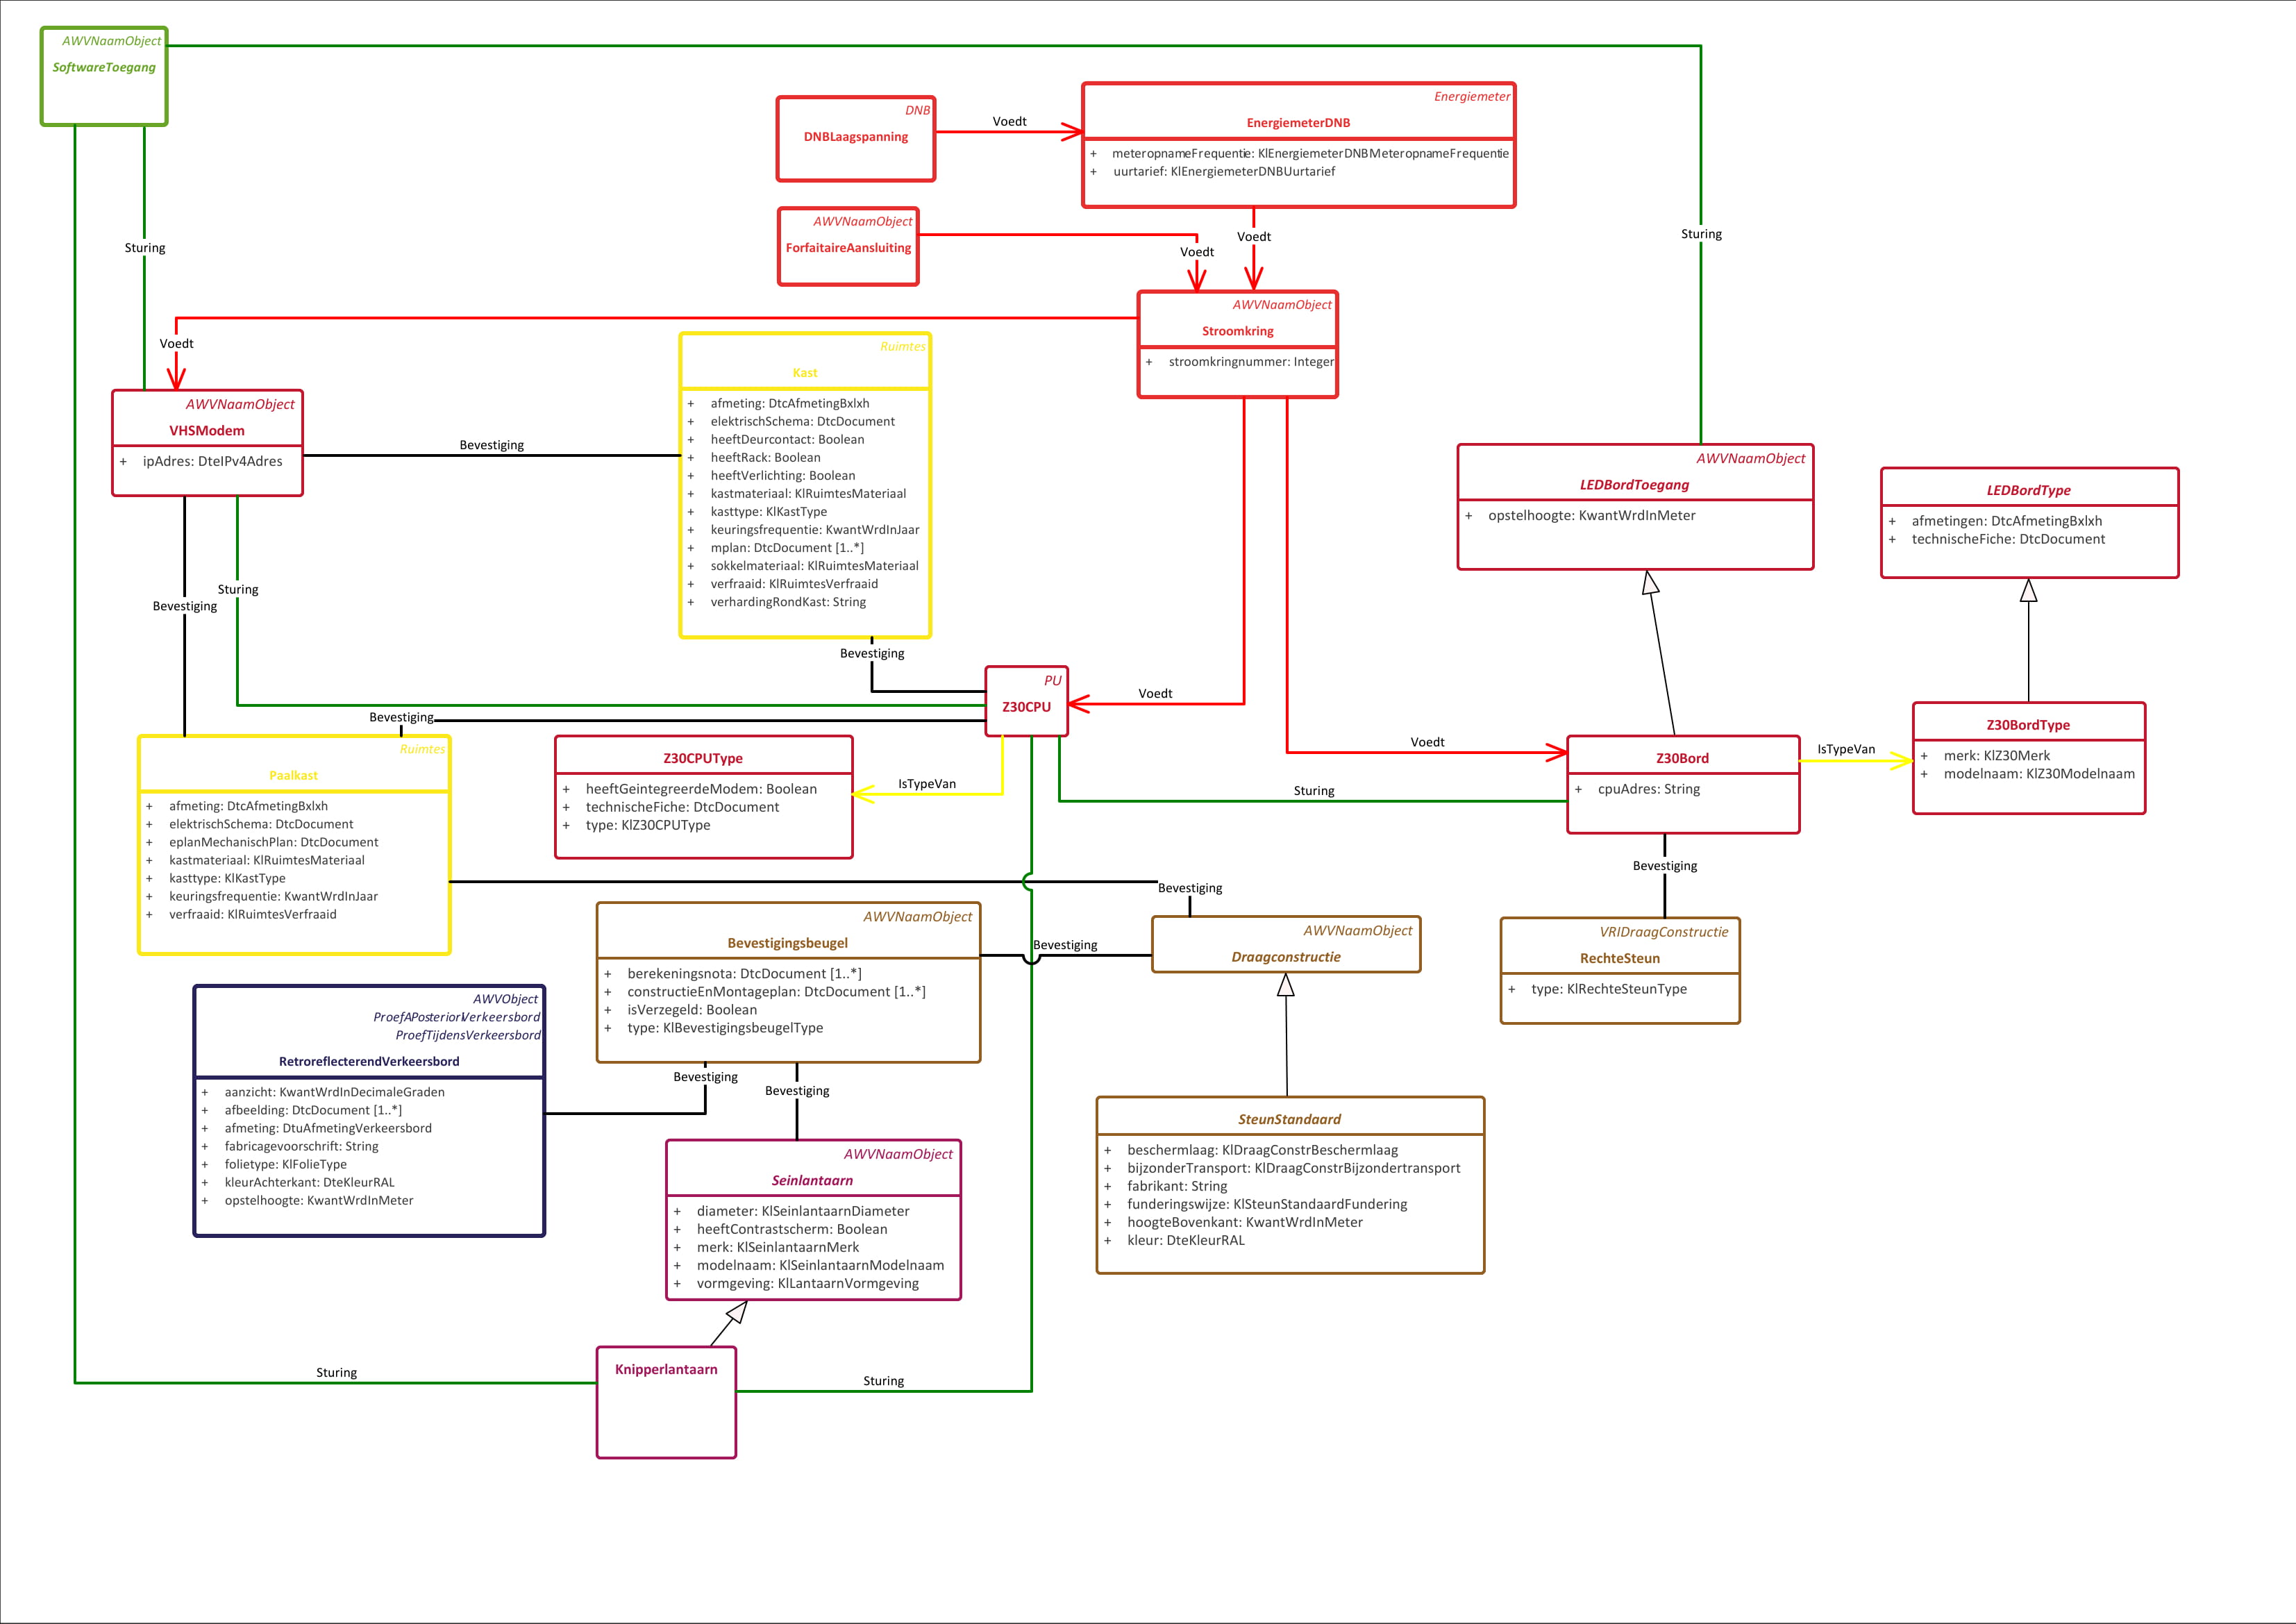 AWVNaamObject
SoftwareToegang
DNB
DNBLaagspanning
Voedt
Energiemeter
EnergiemeterDNB
+ meteropnameFrequentie: KlEnergiemeterDNBMeteropnameFrequentie
+ uurtarief: KlEnergiemeterDNBUurtarief
AWVNaamObject
ForfaitaireAansluiting
Voedt
Voedt
Sturing
Sturing
AWVNaamObject
Stroomkring
+ stroomkringnummer: Integer
Voedt
Ruimtes
Kast
+ afmeting: DtcAfmetingBxlxh
+ elektrischSchema: DtcDocument
+ heeftDeurcontact: Boolean
+ heeftRack: Boolean
+ heeftVerlichting: Boolean
+ kastmateriaal: KlRuimtesMateriaal
+ kasttype: KlKastType
+ keuringsfrequentie: KwantWrdInJaar
+ mplan: DtcDocument [1..*]
+ sokkelmateriaal: KlRuimtesMateriaal
+ verfraaid: KlRuimtesVerfraaid
+ verhardingRondKast: String
AWVNaamObject
VHSModem
+ ipAdres: DteIPv4Adres
Bevestiging
AWVNaamObject
LEDBordToegang
+ opstelhoogte: KwantWrdInMeter
LEDBordType
+ afmetingen: DtcAfmetingBxlxh
+ technischeFiche: DtcDocument
Sturing
Bevestiging
Bevestiging
PU
Z30CPU
Voedt
Bevestiging
Ruimtes
Paalkast
+ afmeting: DtcAfmetingBxlxh
+ elektrischSchema: DtcDocument
+ eplanMechanischPlan: DtcDocument
+ kastmateriaal: KlRuimtesMateriaal
+ kasttype: KlKastType
+ keuringsfrequentie: KwantWrdInJaar
+ verfraaid: KlRuimtesVerfraaid
Z30CPUType
+ heeftGeintegreerdeModem: Boolean
+ technischeFiche: DtcDocument
+ type: KlZ30CPUType
IsTypeVan
Voedt
Sturing
Z30Bord
+ cpuAdres: String
IsTypeVan
Z30BordType
+ merk: KlZ30Merk
+ modelnaam: KlZ30Modelnaam
Bevestiging
Bevestiging
AWVNaamObject
Bevestigingsbeugel
+ berekeningsnota: DtcDocument [1..*]
+ constructieEnMontageplan: DtcDocument [1..*]
+ isVerzegeld: Boolean
+ type: KlBevestigingsbeugelType
Bevestiging
AWVNaamObject
Draagconstructie
VRIDraagConstructie
RechteSteun
+ type: KlRechteSteunType
AWVObject
ProefAPosterioriVerkeersbord
ProefTijdensVerkeersbord
RetroreflecterendVerkeersbord
+ aanzicht: KwantWrdInDecimaleGraden
+ afbeelding: DtcDocument [1..*]
+ afmeting: DtuAfmetingVerkeersbord
+ fabricagevoorschrift: String
+ folietype: KlFolieType
+ kleurAchterkant: DteKleurRAL
+ opstelhoogte: KwantWrdInMeter
Bevestiging
Bevestiging
SteunStandaard
+ beschermlaag: KlDraagConstrBeschermlaag
+ bijzonderTransport: KlDraagConstrBijzondertransport
+ fabrikant: String
+ funderingswijze: KlSteunStandaardFundering
+ hoogteBovenkant: KwantWrdInMeter
+ kleur: DteKleurRAL
AWVNaamObject
Seinlantaarn
+ diameter: KlSeinlantaarnDiameter
+ heeftContrastscherm: Boolean
+ merk: KlSeinlantaarnMerk
+ modelnaam: KlSeinlantaarnModelnaam
+ vormgeving: KlLantaarnVormgeving
Sturing
Knipperlantaarn
Sturing